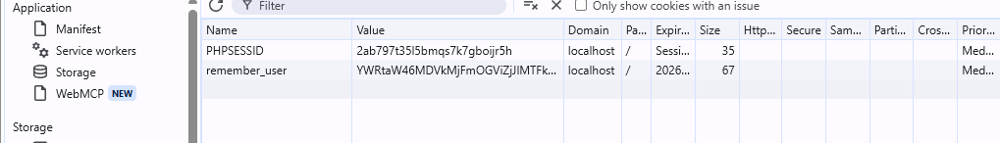 Application
Manifest
Service workers
Storage
WebMCP NEW
Storage
Filter
Only show cookies with an issue
Name Value Domain Pa... Expir... Size Http... Secure Sam... Parti... Cros... Prior...
PHPSESSID 2ab797t35l5bmqs7k7gboijr5h localhost / Sessi... 35 Med...
remember_user YWRtaW46MDVkMjFmOGViZjJlMTFk... localhost / 2026... 67 Med...